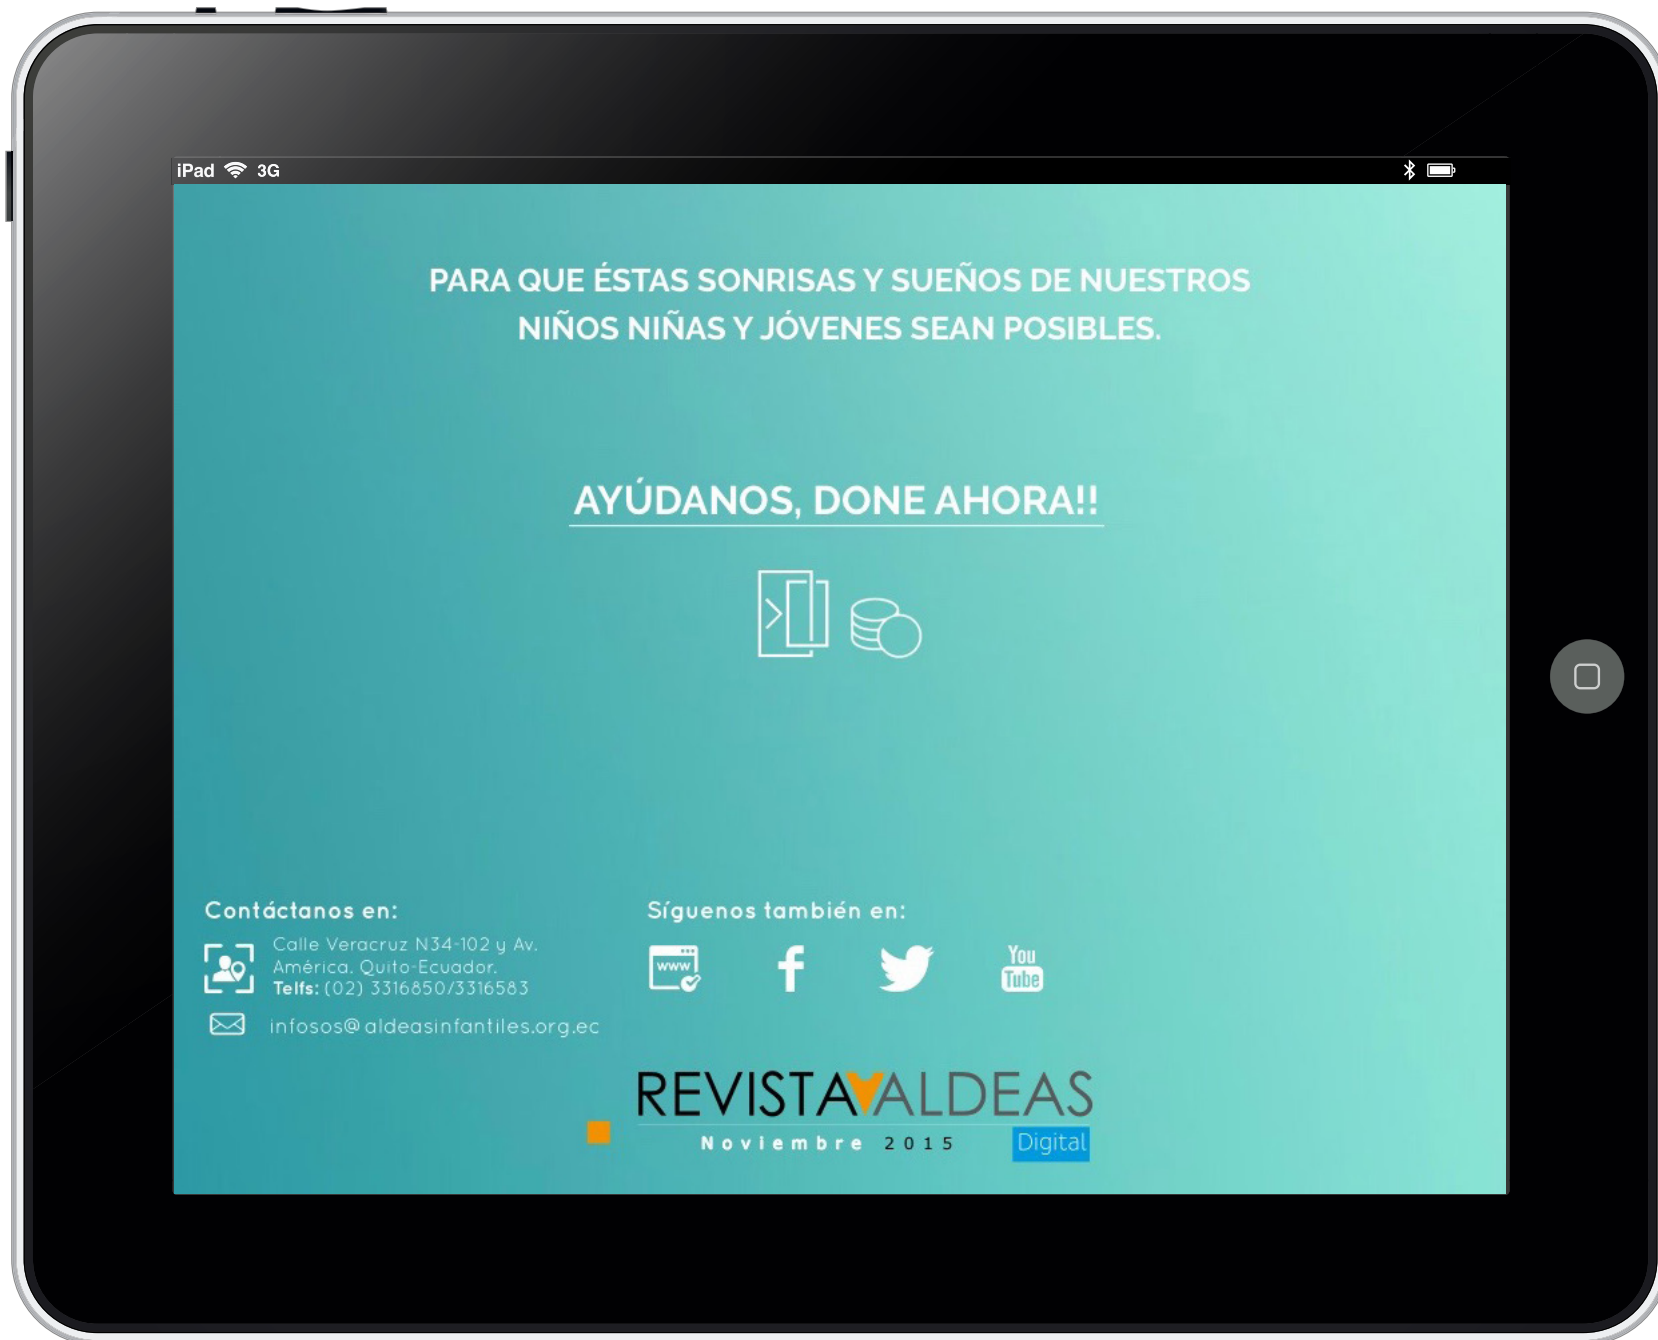 iPad 3G
PARA QUE ÉSTAS SONRISAS Y SUEÑOS DE NUESTROS
NIÑOS NIÑAS Y JÓVENES SEAN POSIBLES.
AYÚDANOS, DONE AHORA!!
Contáctanos en:
Calle Veracruz N34-102 y Av.
América. Quito-Ecuador.
Telfs: (02) 3316850/3316583
infosos@aldeasinfantiles.org.ec
Síguenos también en:
www
f
You
Tube
REVISTA ALDEAS
Noviembre 2015
Digital